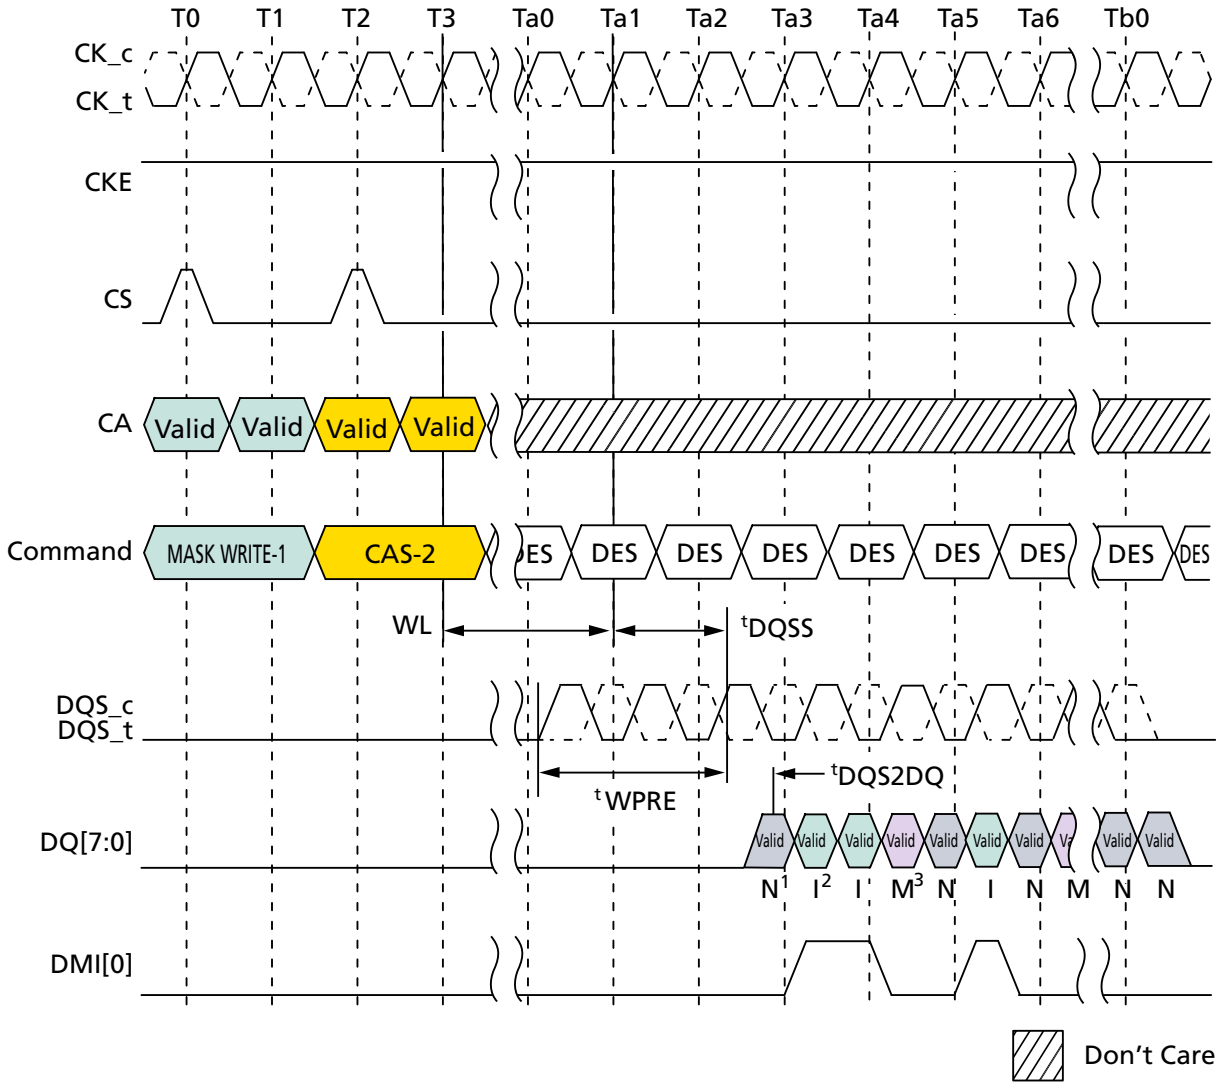 T0 T1 T2 T3 Ta0 Ta1 Ta2 Ta3 Ta4 Ta5 Ta6 Tb0
CK_c
CK_t
CKE
CS
CA Valid Valid Valid Valid
Command MASK WRITE-1 CAS-2 DES DES DES DES DES DES DES DES DES
WL tDQSS
DQS_c
DQS_t
tDQS2DQ
tWPRE
DQ[7:0] Valid Valid Valid Valid Valid Valid Valid Va Valid Valid
N1 I2 I M3 N I N M N N
DMI[0]
Don't Care